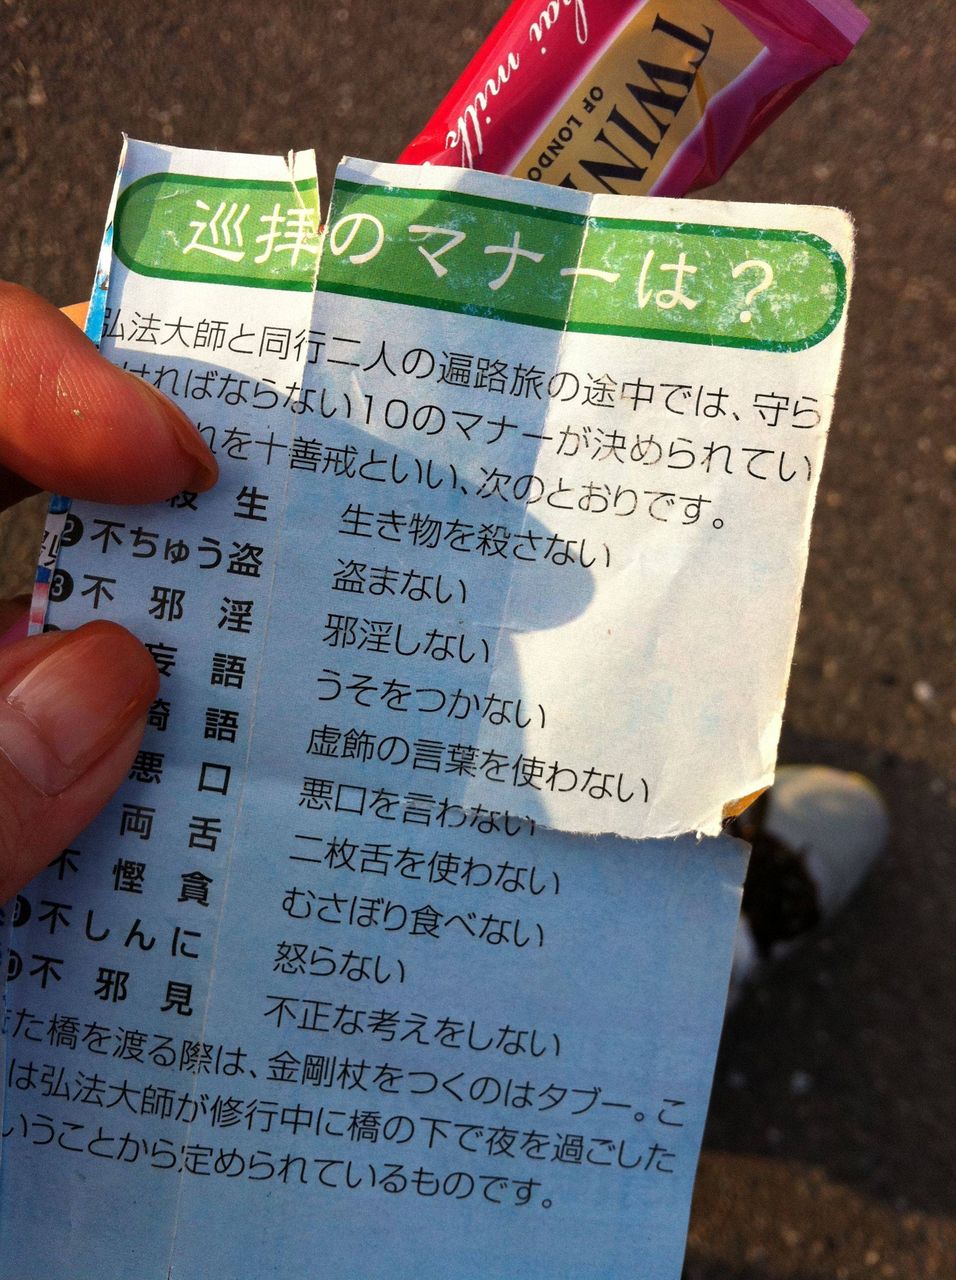 chai milk
TWIN
OF LONDO
巡拝のマナーは?
弘法大師と同行二人の遍路旅の途中では、守ら
ければならない10のマナーが決められてい
れを十善戒といい、次のとおりです。
殺 生 生き物を殺さない
❷ 不ちゅう盗 盗まない
❸ 不 邪 淫 邪淫しない
妄 語 うそをつかない
綺 語 虚飾の言葉を使わない
悪 口 悪口を言わない
両 舌 二枚舌を使わない
不 慳 貪 むさぼり食べない
❾ 不しんに 怒らない
❿ 不 邪 見 不正な考えをしない
また橋を渡る際は、金剛杖をつくのはタブー。こ
は弘法大師が修行中に橋の下で夜を過ごした
いうことから定められているものです。